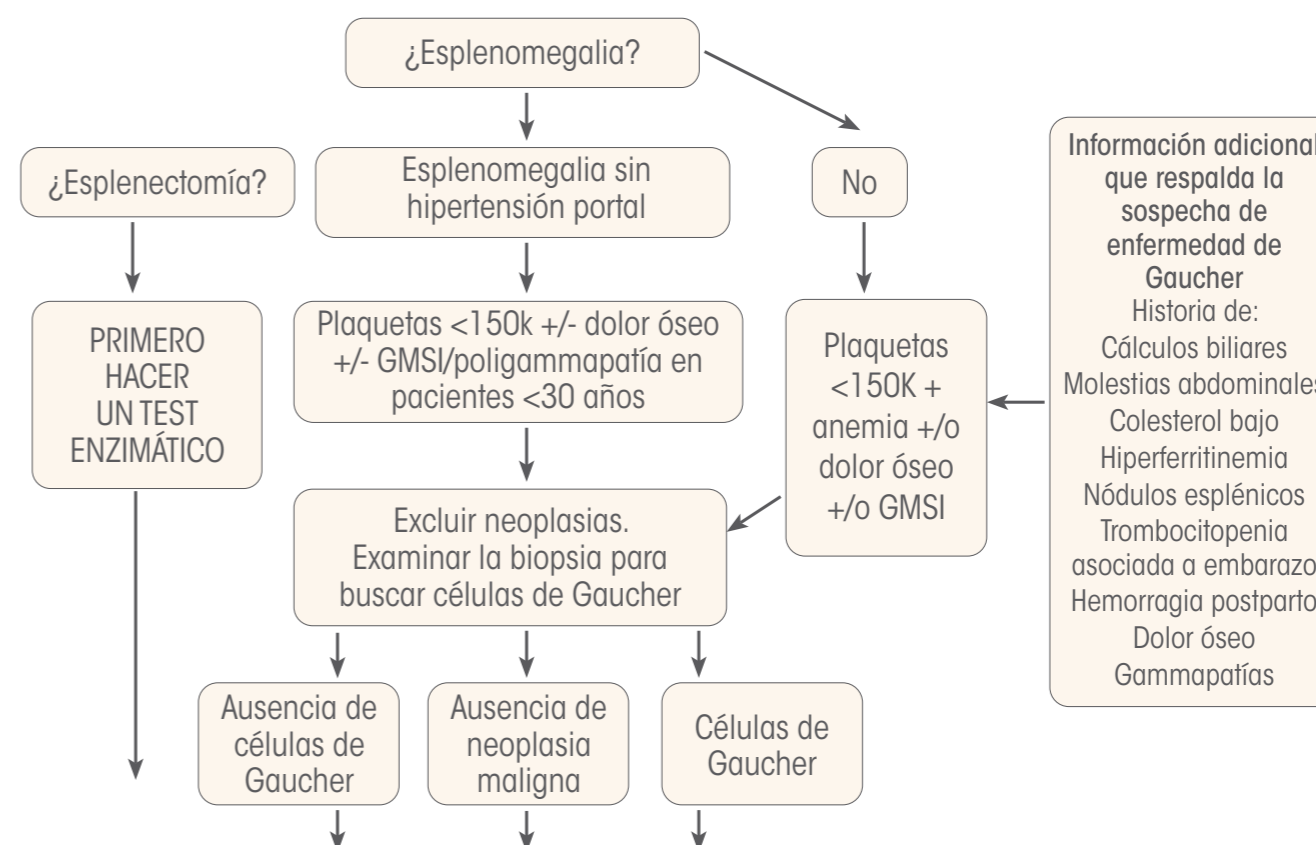 ¿Esplenomegalia?
¿Esplenectomía?
Esplenomegalia sin
hipertensión portal
No
PRIMERO
HACER
UN TEST
ENZIMÁTICO
Plaquetas <150k +/- dolor óseo
+/- GMSI/poligammapatía en
pacientes <30 años
Plaquetas
<150K +
anemia +/o
dolor óseo
+/o GMSI
Información adicional
que respalda la
sospecha de
enfermedad de
Gaucher
Historia de:
Cálculos biliares
Molestias abdominales
Colesterol bajo
Hiperferritinemia
Nódulos esplénicos
Trombocitopenia
asociada a embarazo
Hemorragia postparto
Dolor óseo
Gammapatías
Excluir neoplasias.
Examinar la biopsia para
buscar células de Gaucher
Ausencia de
células de
Gaucher
Ausencia de
neoplasia
maligna
Células de
Gaucher